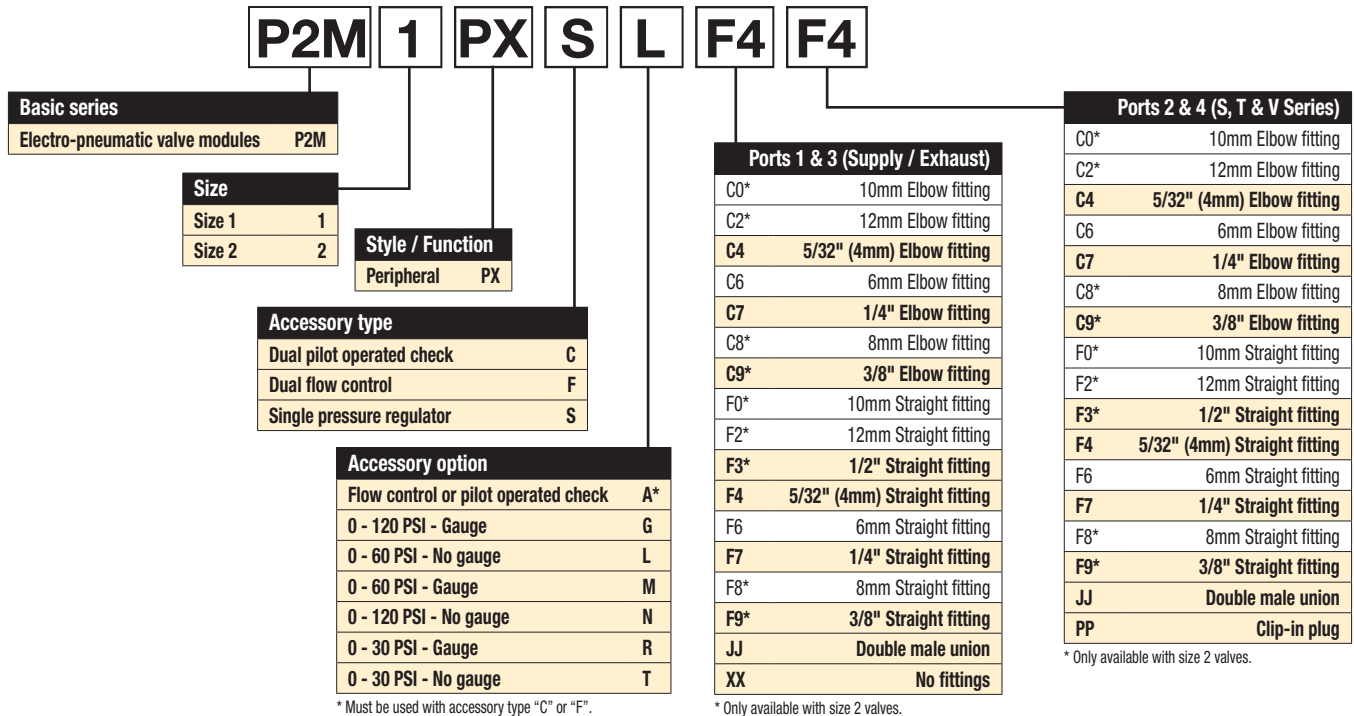 P2M 1 PX S L F4 F4
Basic series
Electro-pneumatic valve modules P2M
Size
Size 1 1
Size 2 2
Style / Function
Peripheral PX
Accessory type
Dual pilot operated check C
Dual flow control F
Single pressure regulator S
Accessory option
Flow control or pilot operated check A*
0 - 120 PSI - Gauge G
0 - 60 PSI - No gauge L
0 - 60 PSI - Gauge M
0 - 120 PSI - No gauge N
0 - 30 PSI - Gauge R
0 - 30 PSI - No gauge T
* Must be used with accessory type “C” or “F”.
Ports 1 & 3 (Supply / Exhaust)
C0* 10mm Elbow fitting
C2* 12mm Elbow fitting
C4 5/32" (4mm) Elbow fitting
C6 6mm Elbow fitting
C7 1/4" Elbow fitting
C8* 8mm Elbow fitting
C9* 3/8" Elbow fitting
F0* 10mm Straight fitting
F2* 12mm Straight fitting
F3* 1/2" Straight fitting
F4 5/32" (4mm) Straight fitting
F6 6mm Straight fitting
F7 1/4" Straight fitting
F8* 8mm Straight fitting
F9* 3/8" Straight fitting
JJ Double male union
XX No fittings
* Only available with size 2 valves.
Ports 2 & 4 (S, T & V Series)
C0* 10mm Elbow fitting
C2* 12mm Elbow fitting
C4 5/32" (4mm) Elbow fitting
C6 6mm Elbow fitting
C7 1/4" Elbow fitting
C8* 8mm Elbow fitting
C9* 3/8" Elbow fitting
F0* 10mm Straight fitting
F2* 12mm Straight fitting
F3* 1/2" Straight fitting
F4 5/32" (4mm) Straight fitting
F6 6mm Straight fitting
F7 1/4" Straight fitting
F8* 8mm Straight fitting
F9* 3/8" Straight fitting
JJ Double male union
PP Clip-in plug
* Only available with size 2 valves.